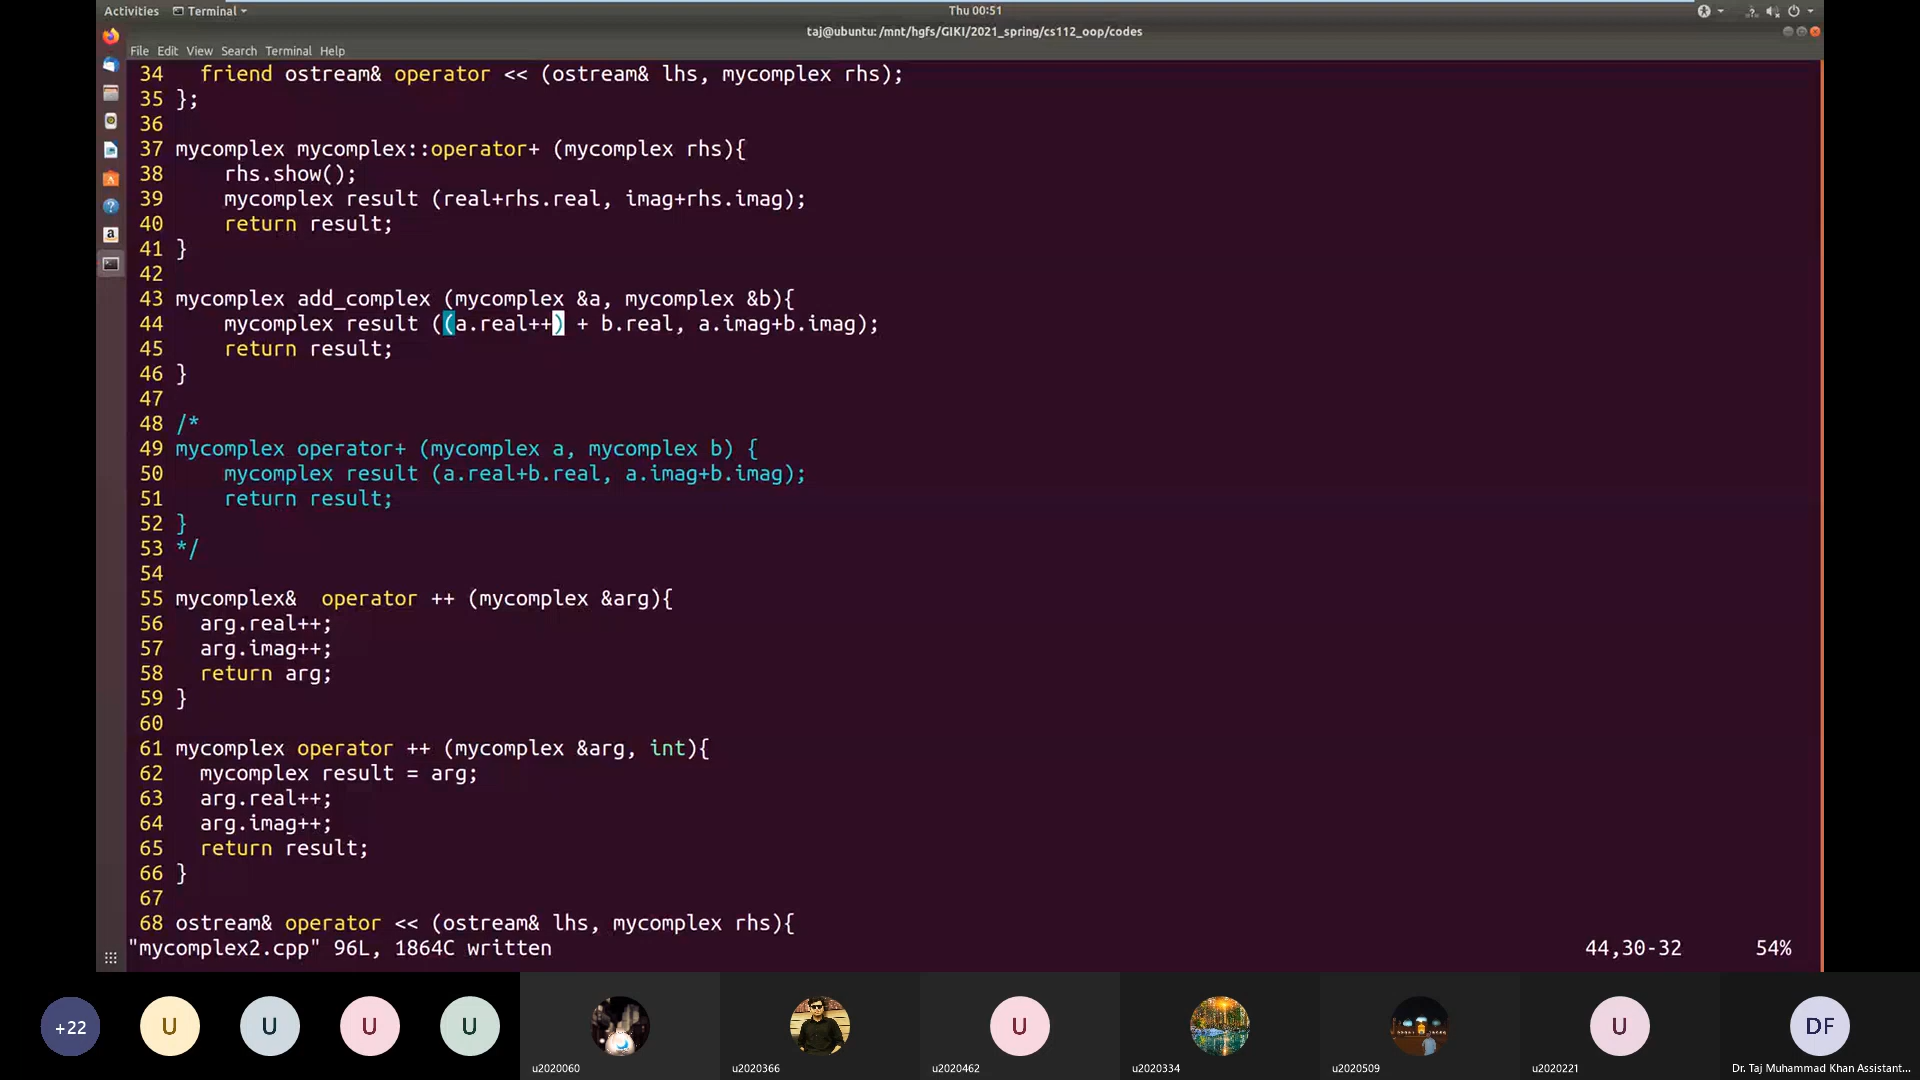 Activities Terminal Thu 00:51
taj@ubuntu: /mnt/hgfs/GIKI/2021_spring/cs112_oop/codes
File Edit View Search Terminal Help
34   friend ostream& operator << (ostream& lhs, mycomplex rhs);
35 };
36
37 mycomplex mycomplex::operator+ (mycomplex rhs){
38     rhs.show();
39     mycomplex result (real+rhs.real, imag+rhs.imag);
40     return result;
41 }
42
43 mycomplex add_complex (mycomplex &a, mycomplex &b){
44     mycomplex result ((a.real++) + b.real, a.imag+b.imag);
45     return result;
46 }
47
48 /*
49 mycomplex operator+ (mycomplex a, mycomplex b) {
50     mycomplex result (a.real+b.real, a.imag+b.imag);
51     return result;
52 }
53 */
54
55 mycomplex&  operator ++ (mycomplex &arg){
56   arg.real++;
57   arg.imag++;
58   return arg;
59 }
60
61 mycomplex operator ++ (mycomplex &arg, int){
62   mycomplex result = arg;
63   arg.real++;
64   arg.imag++;
65   return result;
66 }
67
68 ostream& operator << (ostream& lhs, mycomplex rhs){
"mycomplex2.cpp" 96L, 1864C written 44,30-32 54%
+22 U U U U U U DF
u2020060 u2020366 u2020462 u2020334 u2020509 u2020221 Dr. Taj Muhammad Khan Assistant...